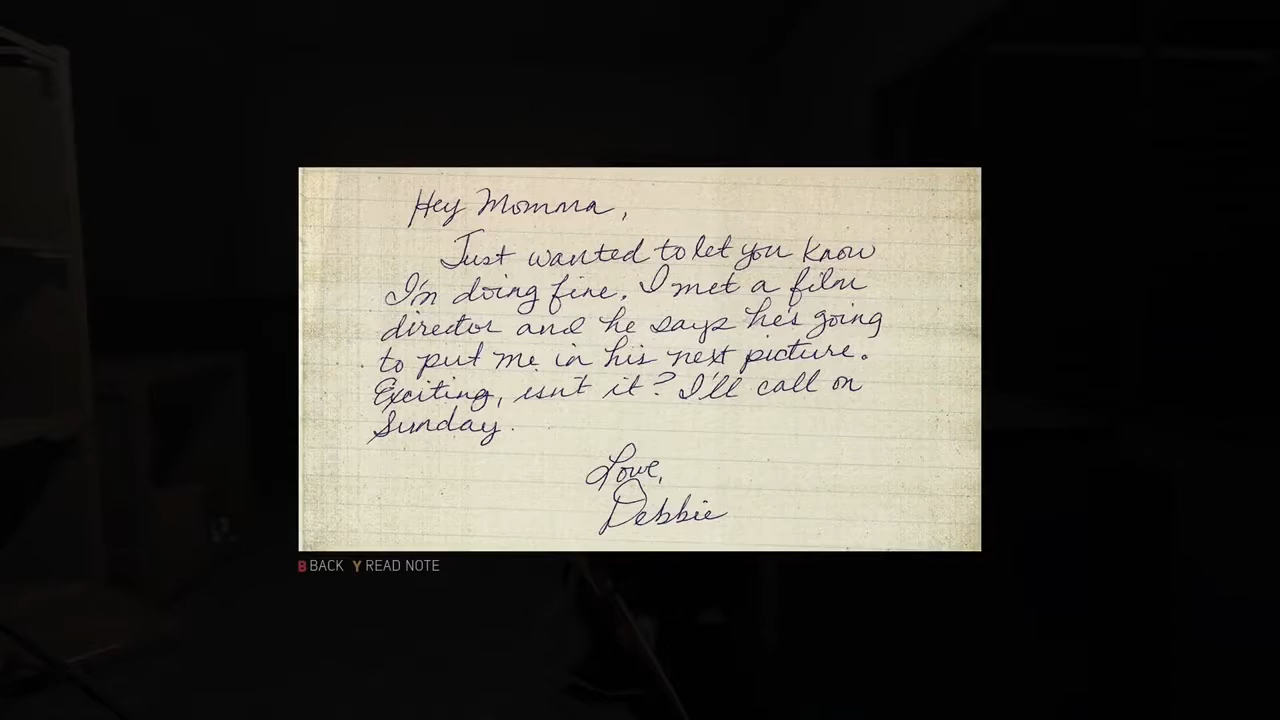 Hey Momma,
Just wanted to let you know
I'm doing fine. I met a film
director and he says he's going
to put me in his next picture.
Exciting, isn't it? I'll call on
Sunday.
Love,
Debbie
B BACK Y READ NOTE